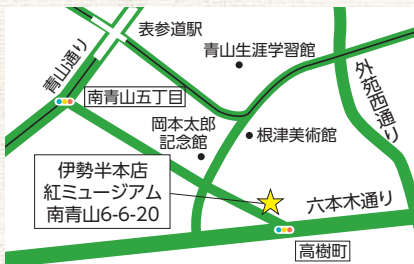 表参道駅
青山通り
青山生涯学習館
外苑西通り
南青山五丁目
岡本太郎
記念館
根津美術館
伊勢半本店
紅ミュージアム
南青山6-6-20
六本木通り
高樹町